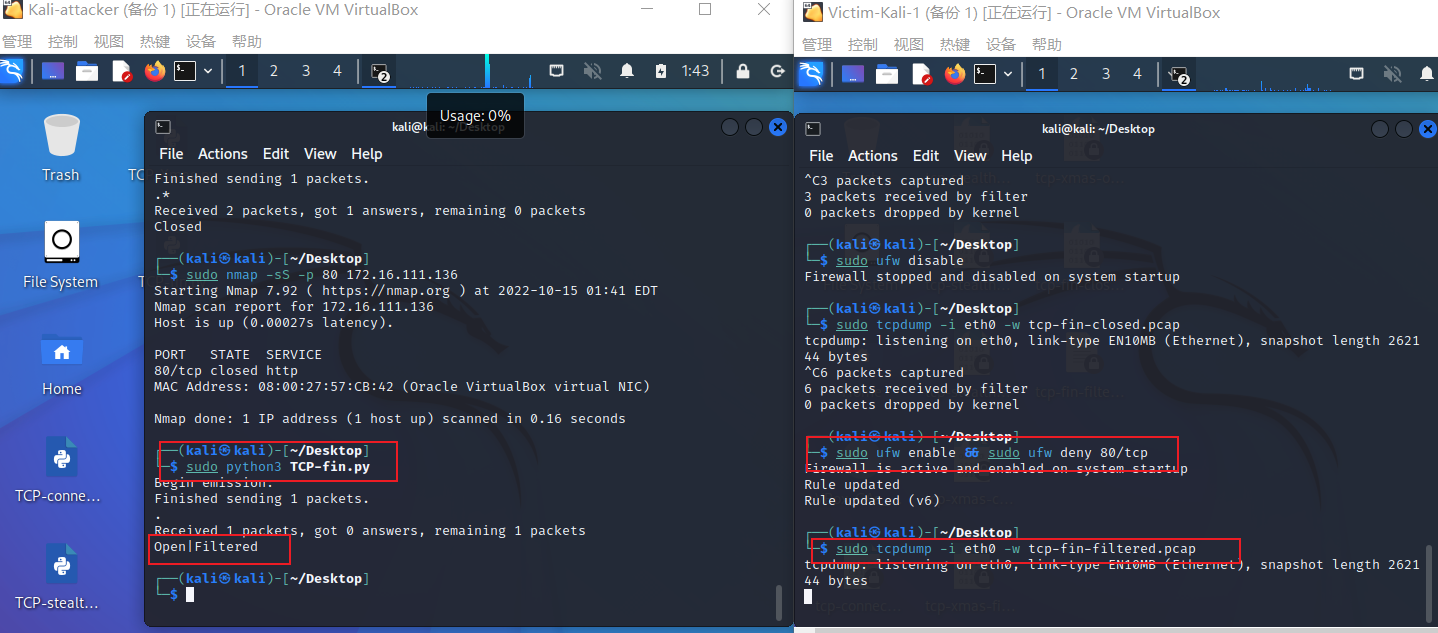 Kali-attacker (备份 1) [正在运行] - Oracle VM VirtualBox
管理 控制 视图 热键 设备 帮助
1 2 3 4 2 1:43
Usage: 0%
Trash
File System
Home
TCP-conne...
TCP-stealt...
kali@kali: ~/Desktop
File Actions Edit View Help
Finished sending 1 packets.
.*
Received 2 packets, got 1 answers, remaining 0 packets
Closed
┌──(kali㉿kali)-[~/Desktop]
└─$ sudo nmap -sS -p 80 172.16.111.136
Starting Nmap 7.92 ( https://nmap.org ) at 2022-10-15 01:41 EDT
Nmap scan report for 172.16.111.136
Host is up (0.00027s latency).
PORT   STATE  SERVICE
80/tcp closed http
MAC Address: 08:00:27:57:CB:42 (Oracle VirtualBox virtual NIC)
Nmap done: 1 IP address (1 host up) scanned in 0.16 seconds
┌──(kali㉿kali)-[~/Desktop]
└─$ sudo python3 TCP-fin.py
Begin emission:
Finished sending 1 packets.
.
Received 1 packets, got 0 answers, remaining 1 packets
Open|Filtered
┌──(kali㉿kali)-[~/Desktop]
└─$
Victim-Kali-1 (备份 1) [正在运行] - Oracle VM VirtualBox
管理 控制 视图 热键 设备 帮助
1 2 3 4 2
kali@kali: ~/Desktop
File Actions Edit View Help
^C3 packets captured
3 packets received by filter
0 packets dropped by kernel
┌──(kali㉿kali)-[~/Desktop]
└─$ sudo ufw disable
Firewall stopped and disabled on system startup
┌──(kali㉿kali)-[~/Desktop]
└─$ sudo tcpdump -i eth0 -w tcp-fin-closed.pcap
tcpdump: listening on eth0, link-type EN10MB (Ethernet), snapshot length 2621
44 bytes
^C6 packets captured
6 packets received by filter
0 packets dropped by kernel
┌──(kali㉿kali)-[~/Desktop]
└─$ sudo ufw enable && sudo ufw deny 80/tcp
Firewall is active and enabled on system startup
Rule updated
Rule updated (v6)
┌──(kali㉿kali)-[~/Desktop]
└─$ sudo tcpdump -i eth0 -w tcp-fin-filtered.pcap
tcpdump: listening on eth0, link-type EN10MB (Ethernet), snapshot length 2621
44 bytes